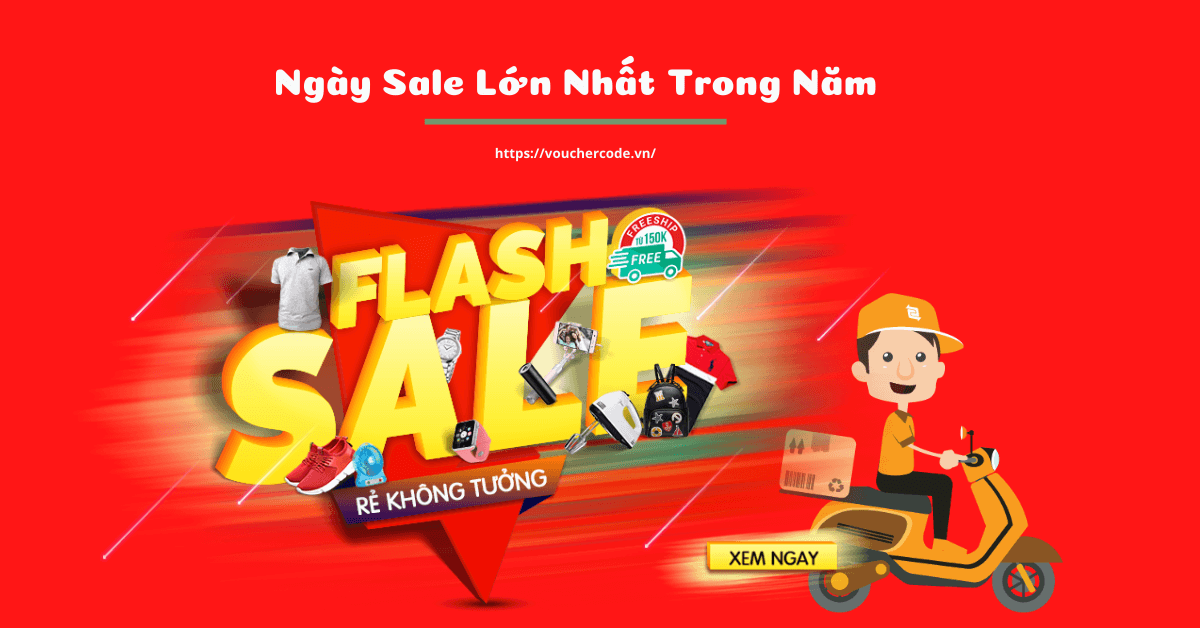 Ngày Sale Lớn Nhất Trong Năm
https://vouchercode.vn/
FLASH
SALE
FREESHIP
TỪ 150K
FREE
RẺ KHÔNG TƯỞNG
XEM NGAY